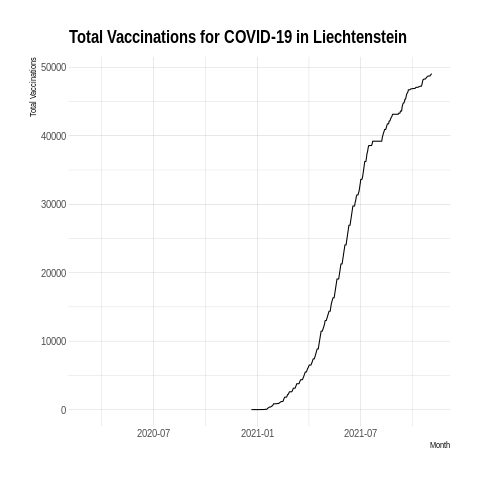 Total Vaccinations for COVID-19 in Liechtenstein
Total Vaccinations
50000
40000
30000
20000
10000
0
2020-07 2021-01 2021-07
Month